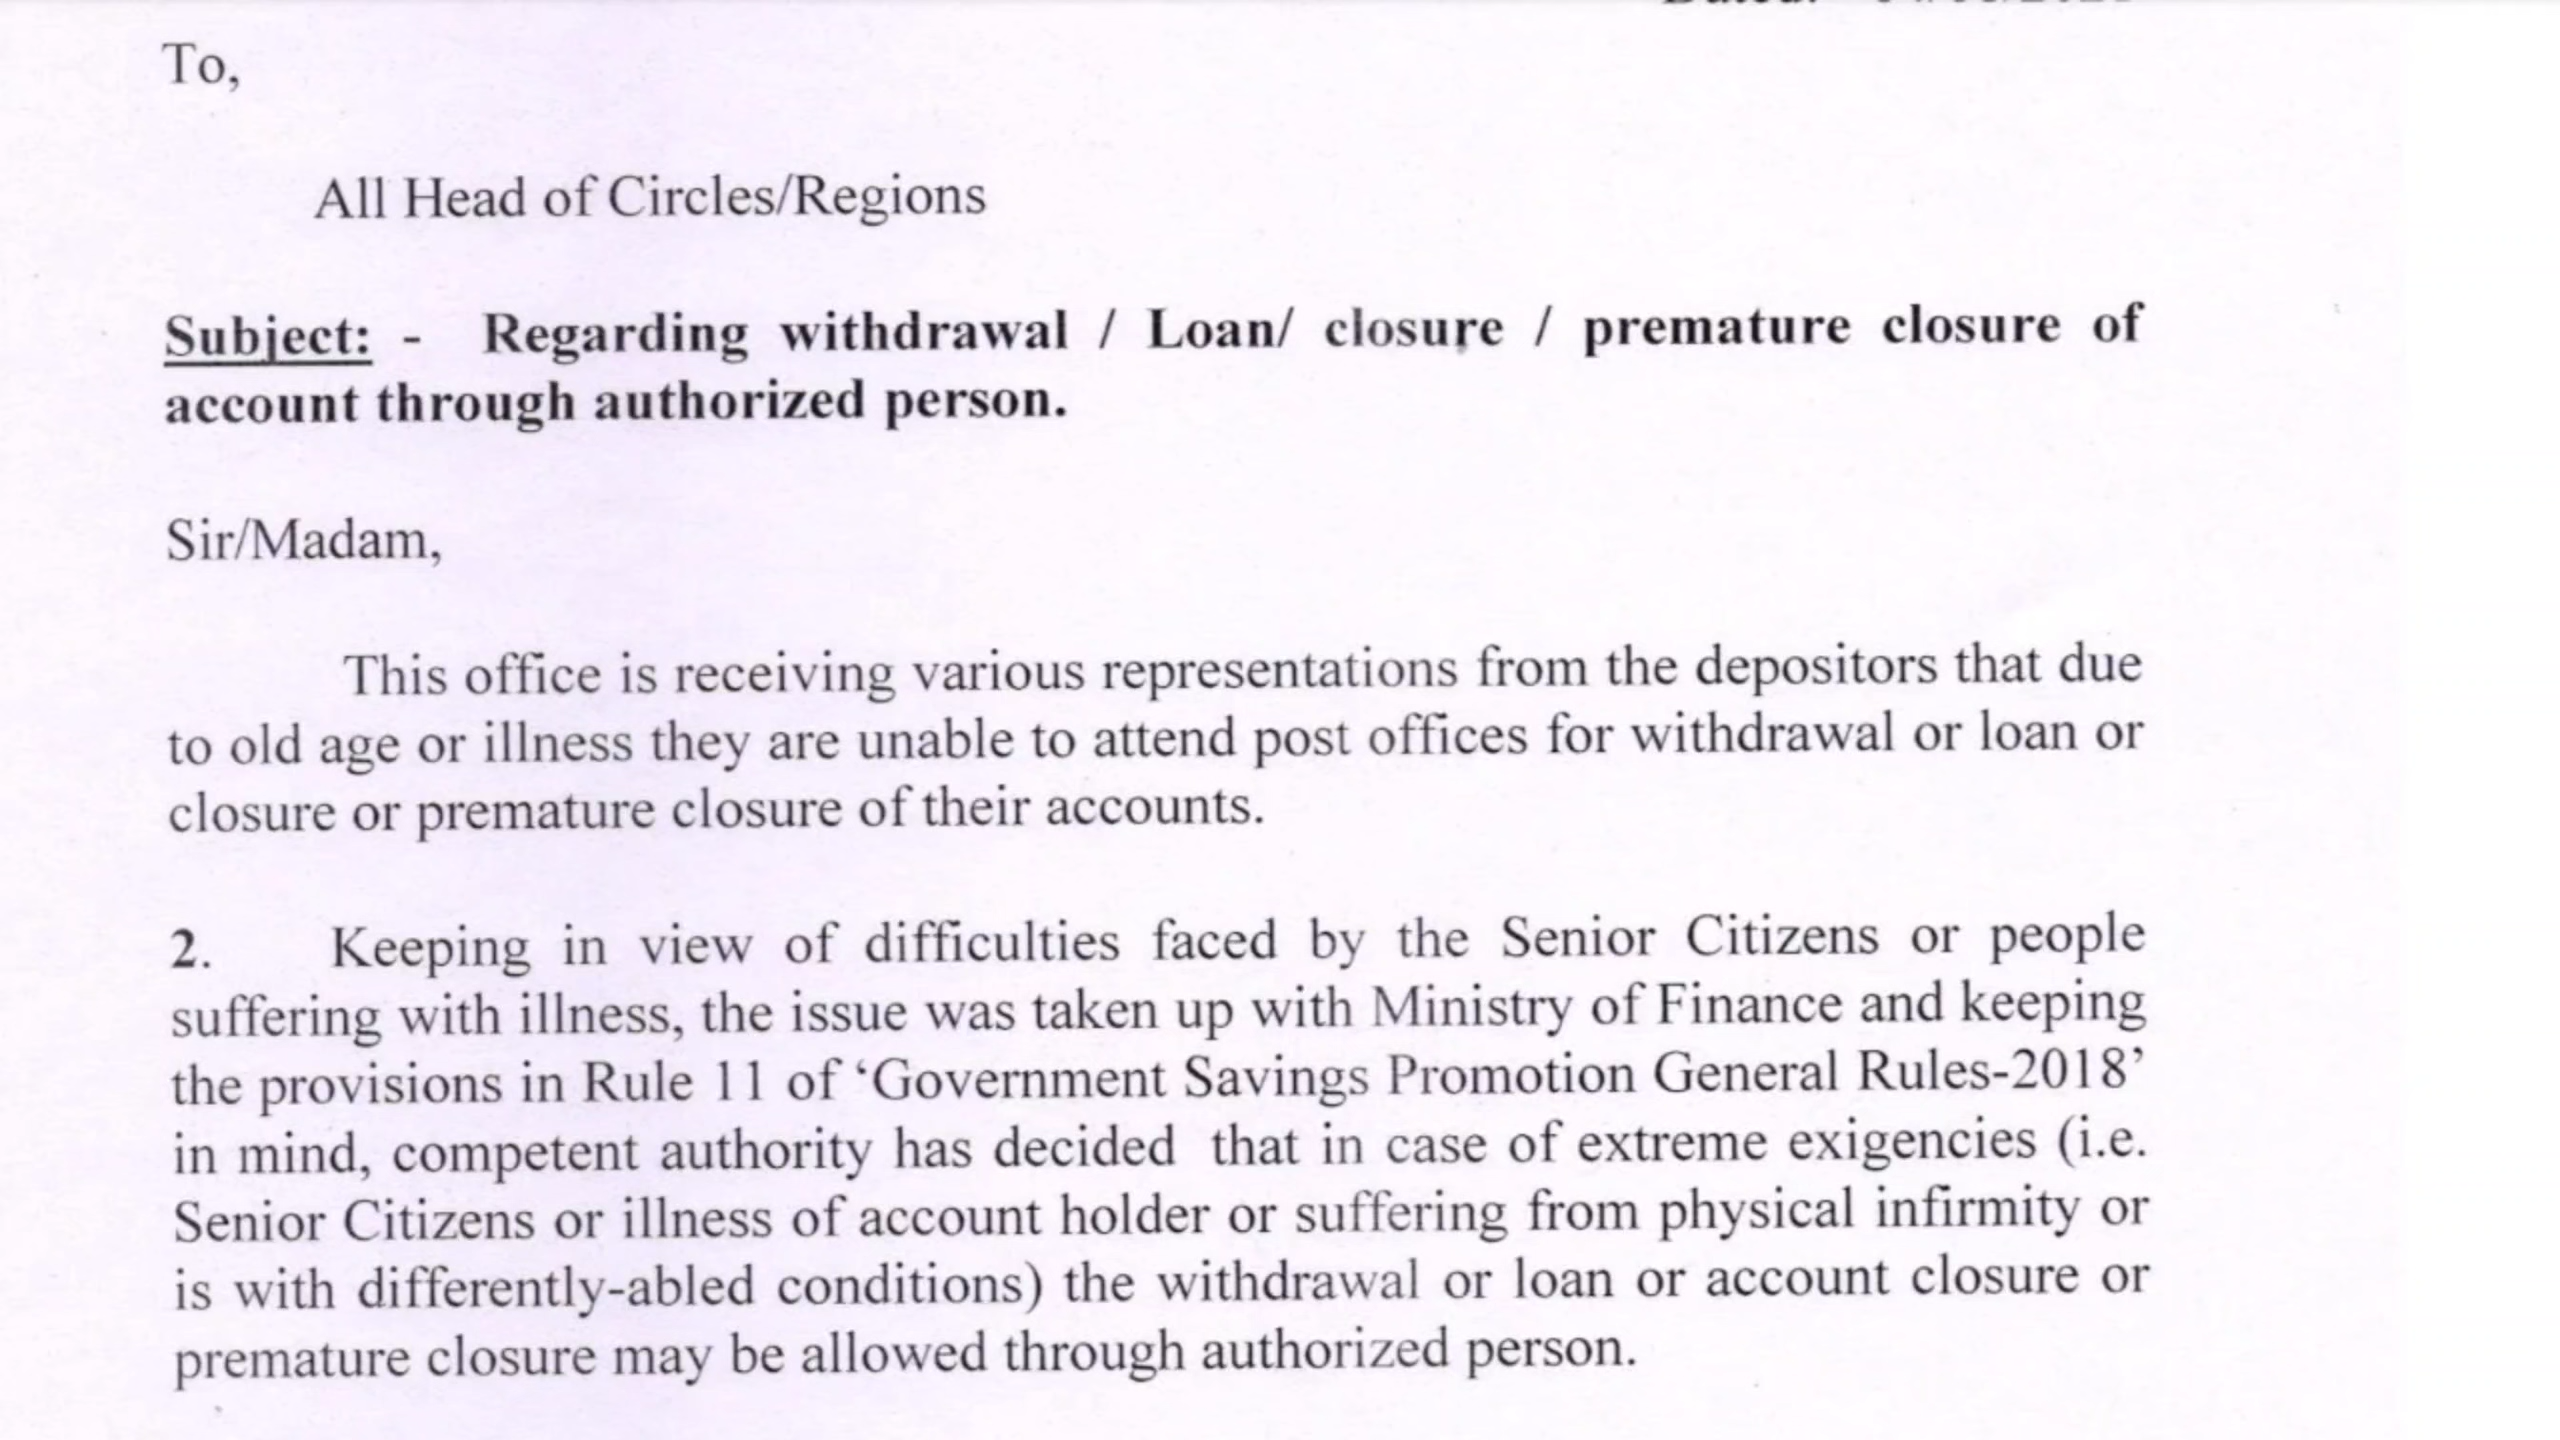 To,
All Head of Circles/Regions
Subject: - Regarding withdrawal / Loan/ closure / premature closure of
account through authorized person.
Sir/Madam,
This office is receiving various representations from the depositors that due
to old age or illness they are unable to attend post offices for withdrawal or loan or
closure or premature closure of their accounts.
2. Keeping in view of difficulties faced by the Senior Citizens or people
suffering with illness, the issue was taken up with Ministry of Finance and keeping
the provisions in Rule 11 of ‘Government Savings Promotion General Rules-2018’
in mind, competent authority has decided that in case of extreme exigencies (i.e.
Senior Citizens or illness of account holder or suffering from physical infirmity or
is with differently-abled conditions) the withdrawal or loan or account closure or
premature closure may be allowed through authorized person.